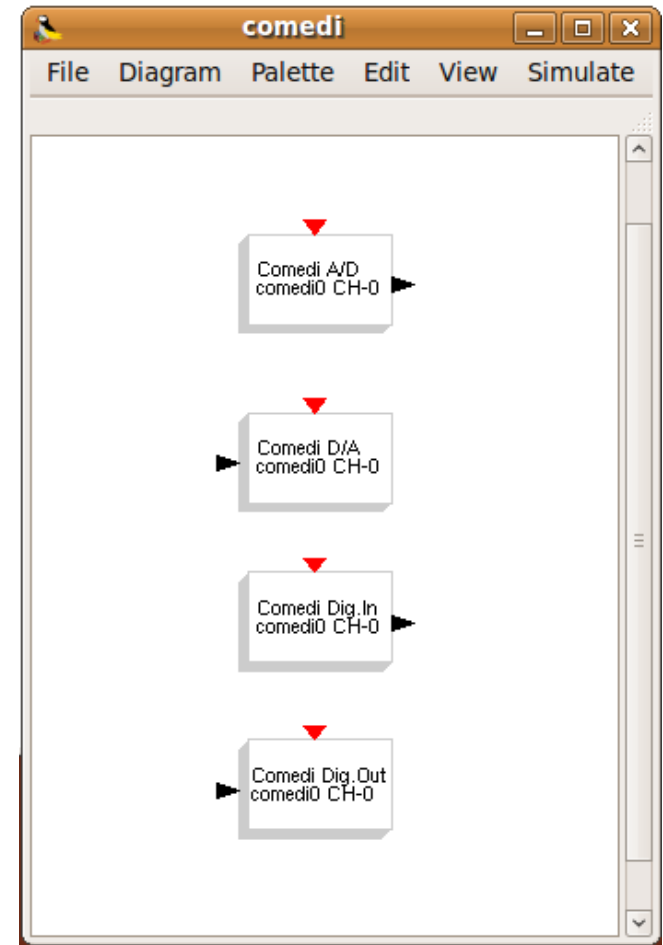 comedi
File Diagram Palette Edit View Simulate
Comedi A/D
comedi0 CH-0
Comedi D/A
comedi0 CH-0
Comedi Dig.In
comedi0 CH-0
Comedi Dig.Out
comedi0 CH-0